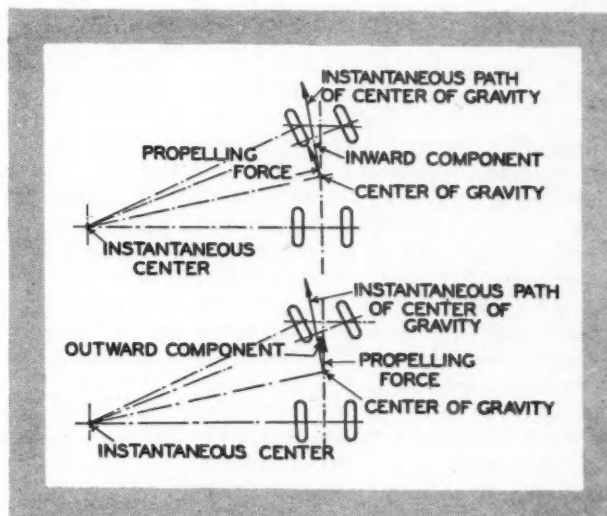 INSTANTANEOUS PATH
OF CENTER OF GRAVITY
PROPELLING
FORCE
INWARD COMPONENT
CENTER OF GRAVITY
INSTANTANEOUS
CENTER
INSTANTANEOUS PATH
OF CENTER OF
GRAVITY
OUTWARD COMPONENT
PROPELLING
FORCE
CENTER OF GRAVITY
INSTANTANEOUS CENTER